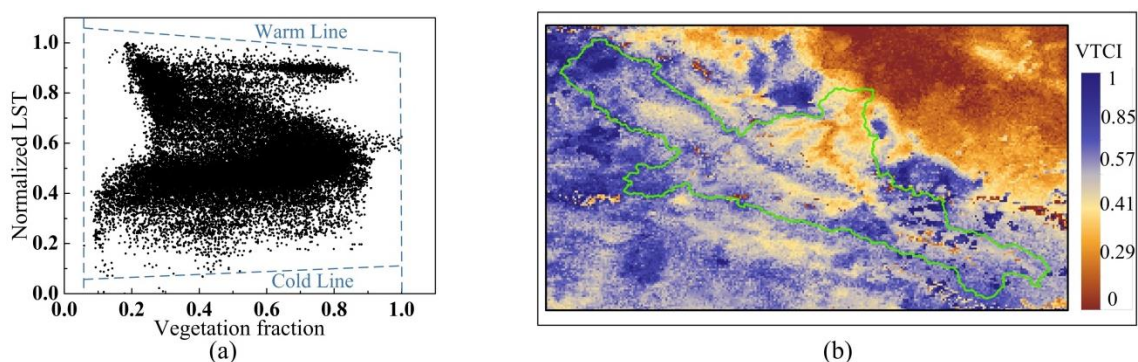 Warm Line
1.0
0.8
0.6
0.4
0.2
0.0
Normalized LST
Cold Line
0.0 0.2 0.4 0.6 0.8 1.0
Vegetation fraction
(a)
VTCI
1
0.85
0.57
0.41
0.29
0
(b)